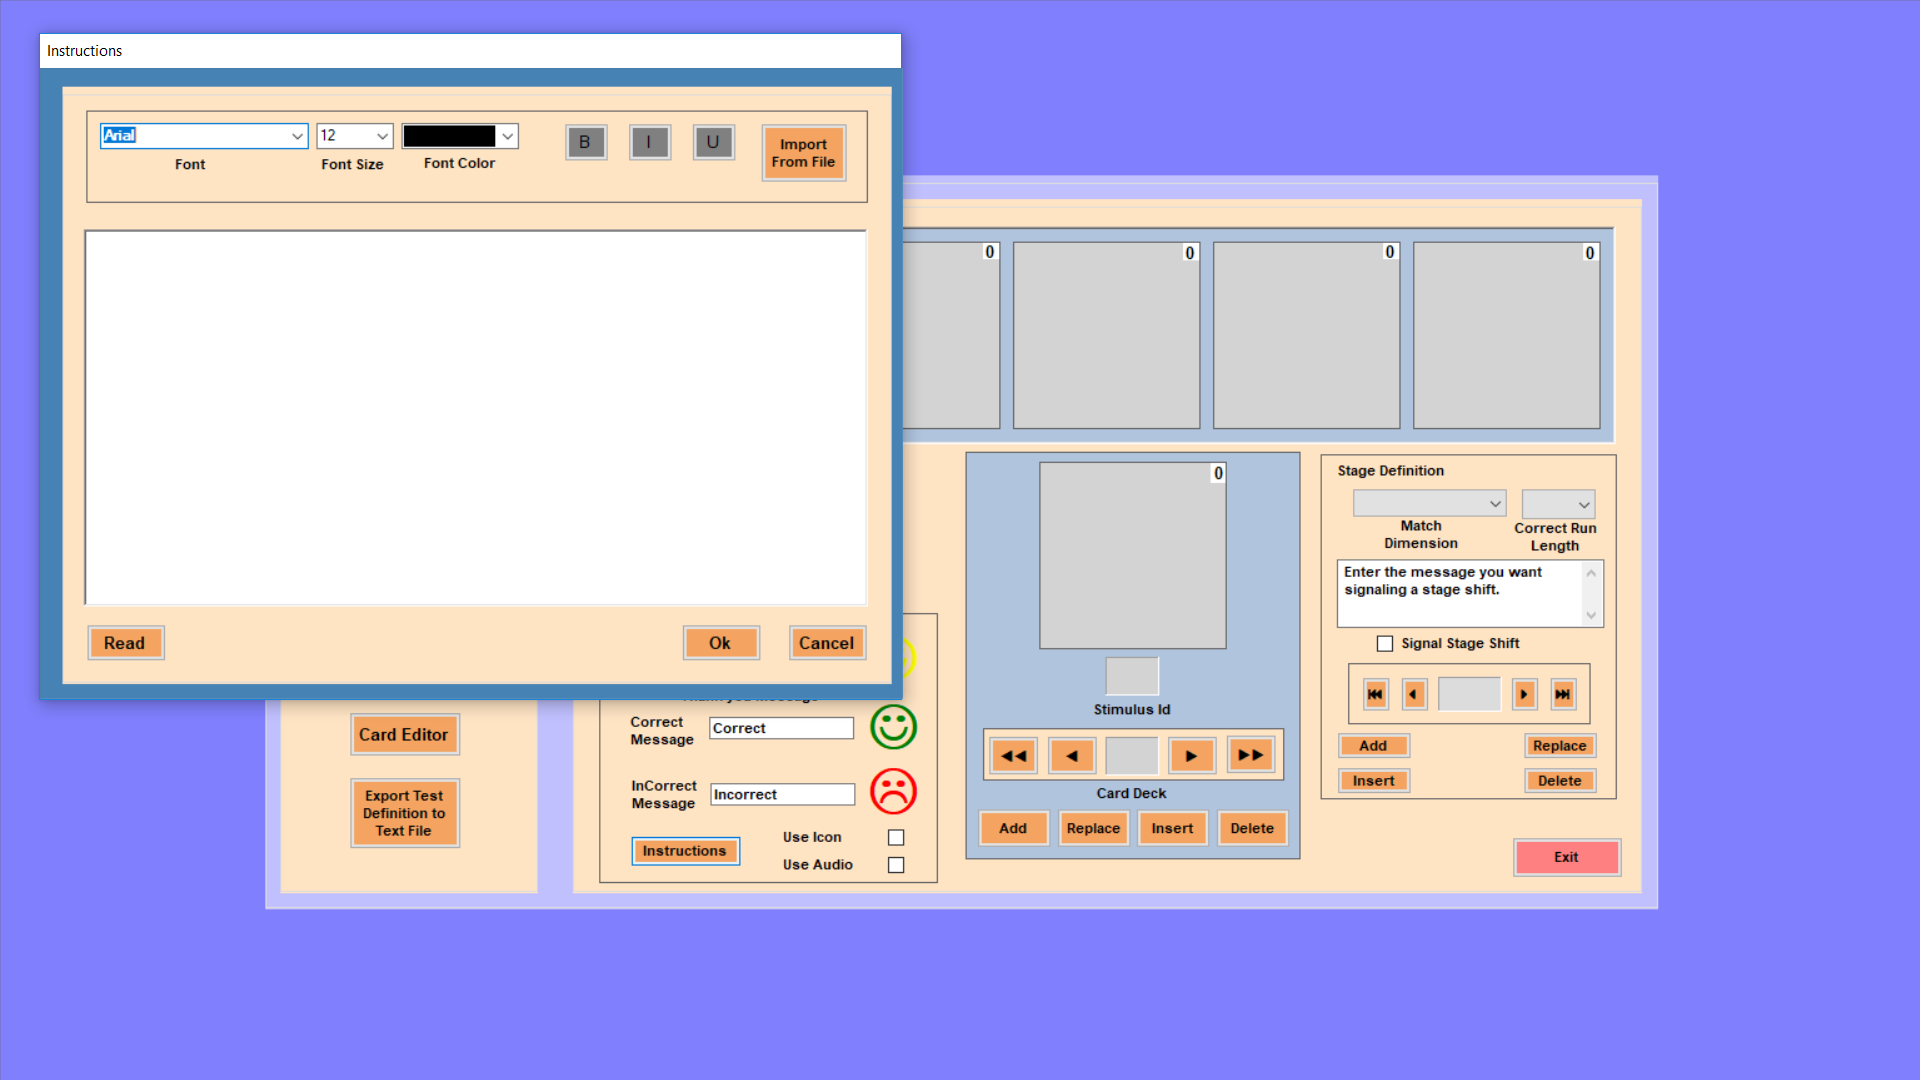 Instructions
Arial
12
B
I
U
Import
From File
Font
Font Size
Font Color
Read
Ok
Cancel
0
0
0
0
0
Stimulus Id
Card Deck
Add
Replace
Insert
Delete
Stage Definition
Match
Dimension
Correct Run
Length
Enter the message you want
signaling a stage shift.
Signal Stage Shift
Add
Replace
Insert
Delete
Exit
Card Editor
Export Test
Definition to
Text File
Correct
Message
Correct
InCorrect
Message
Incorrect
Instructions
Use Icon
Use Audio